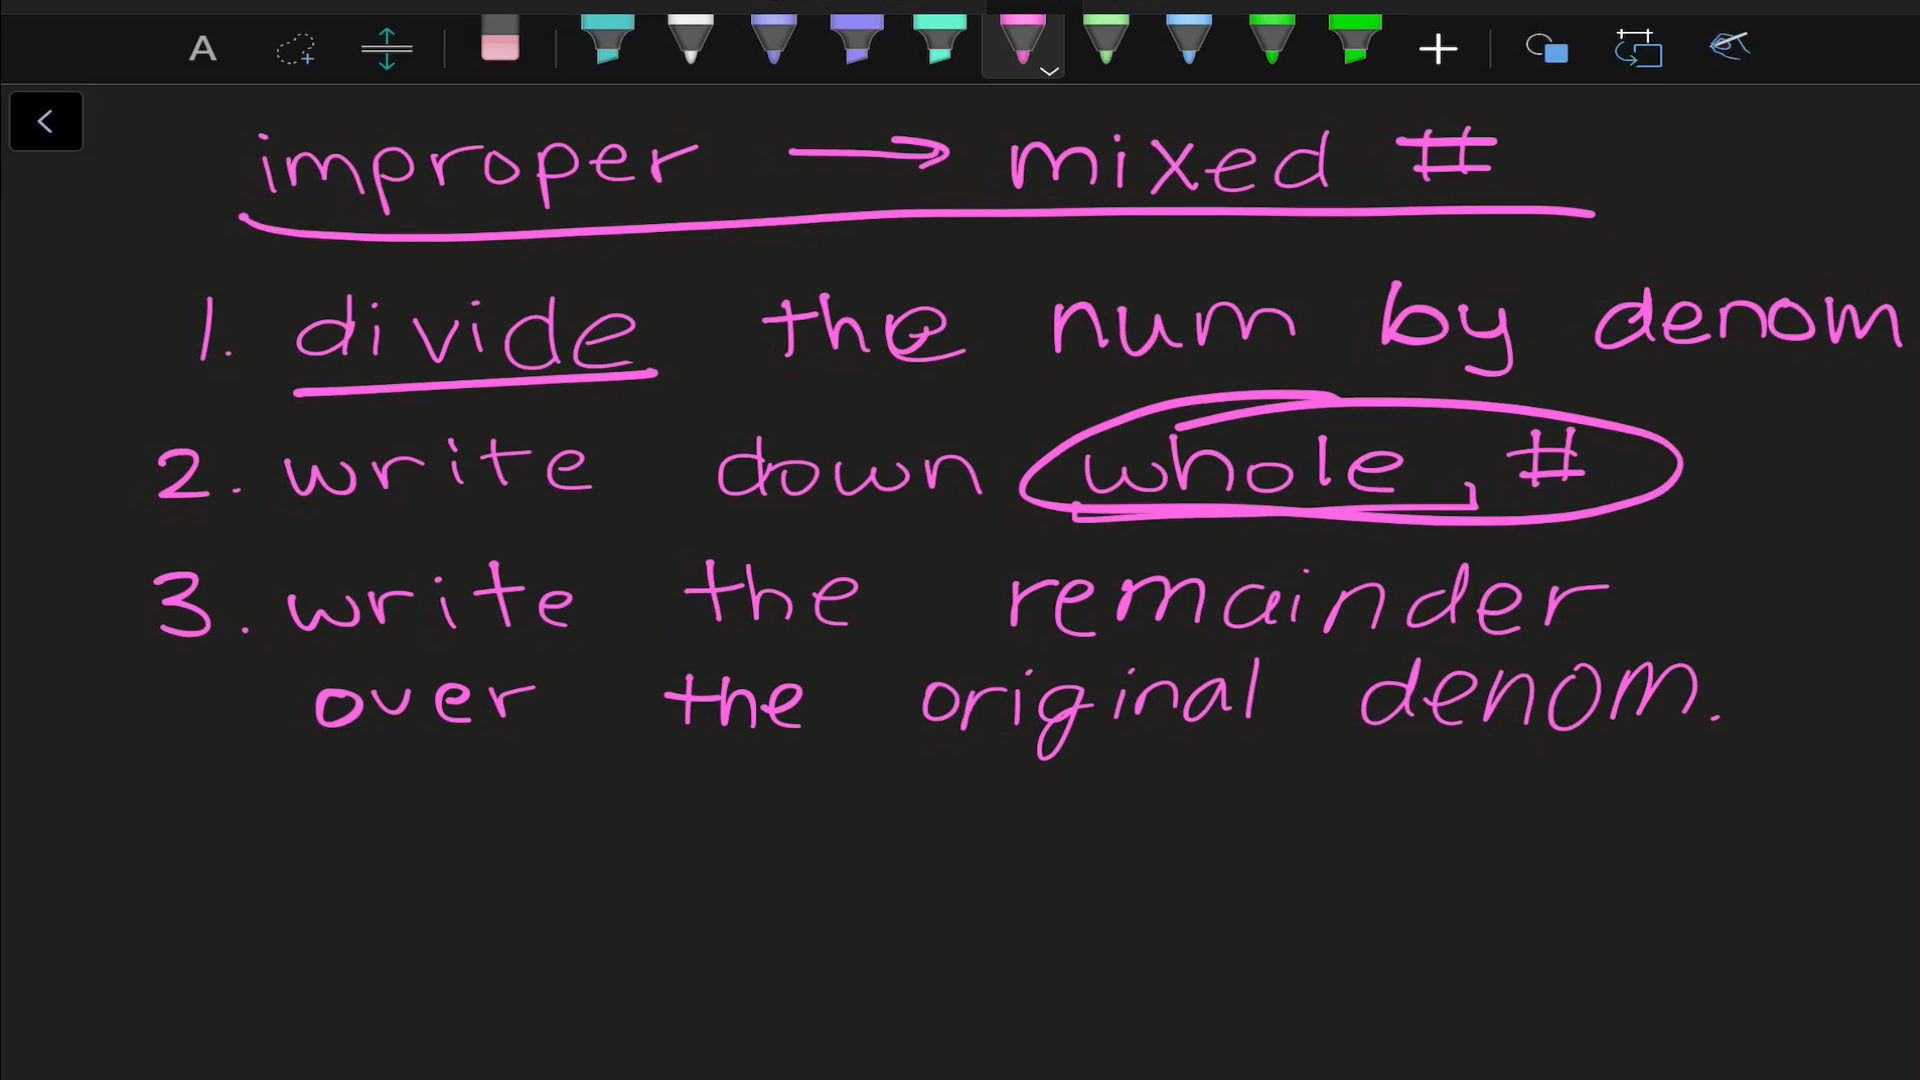 A
improper → mixed #
1. divide the num by denom
2. write down whole #
3. write the remainder
over the original denom.